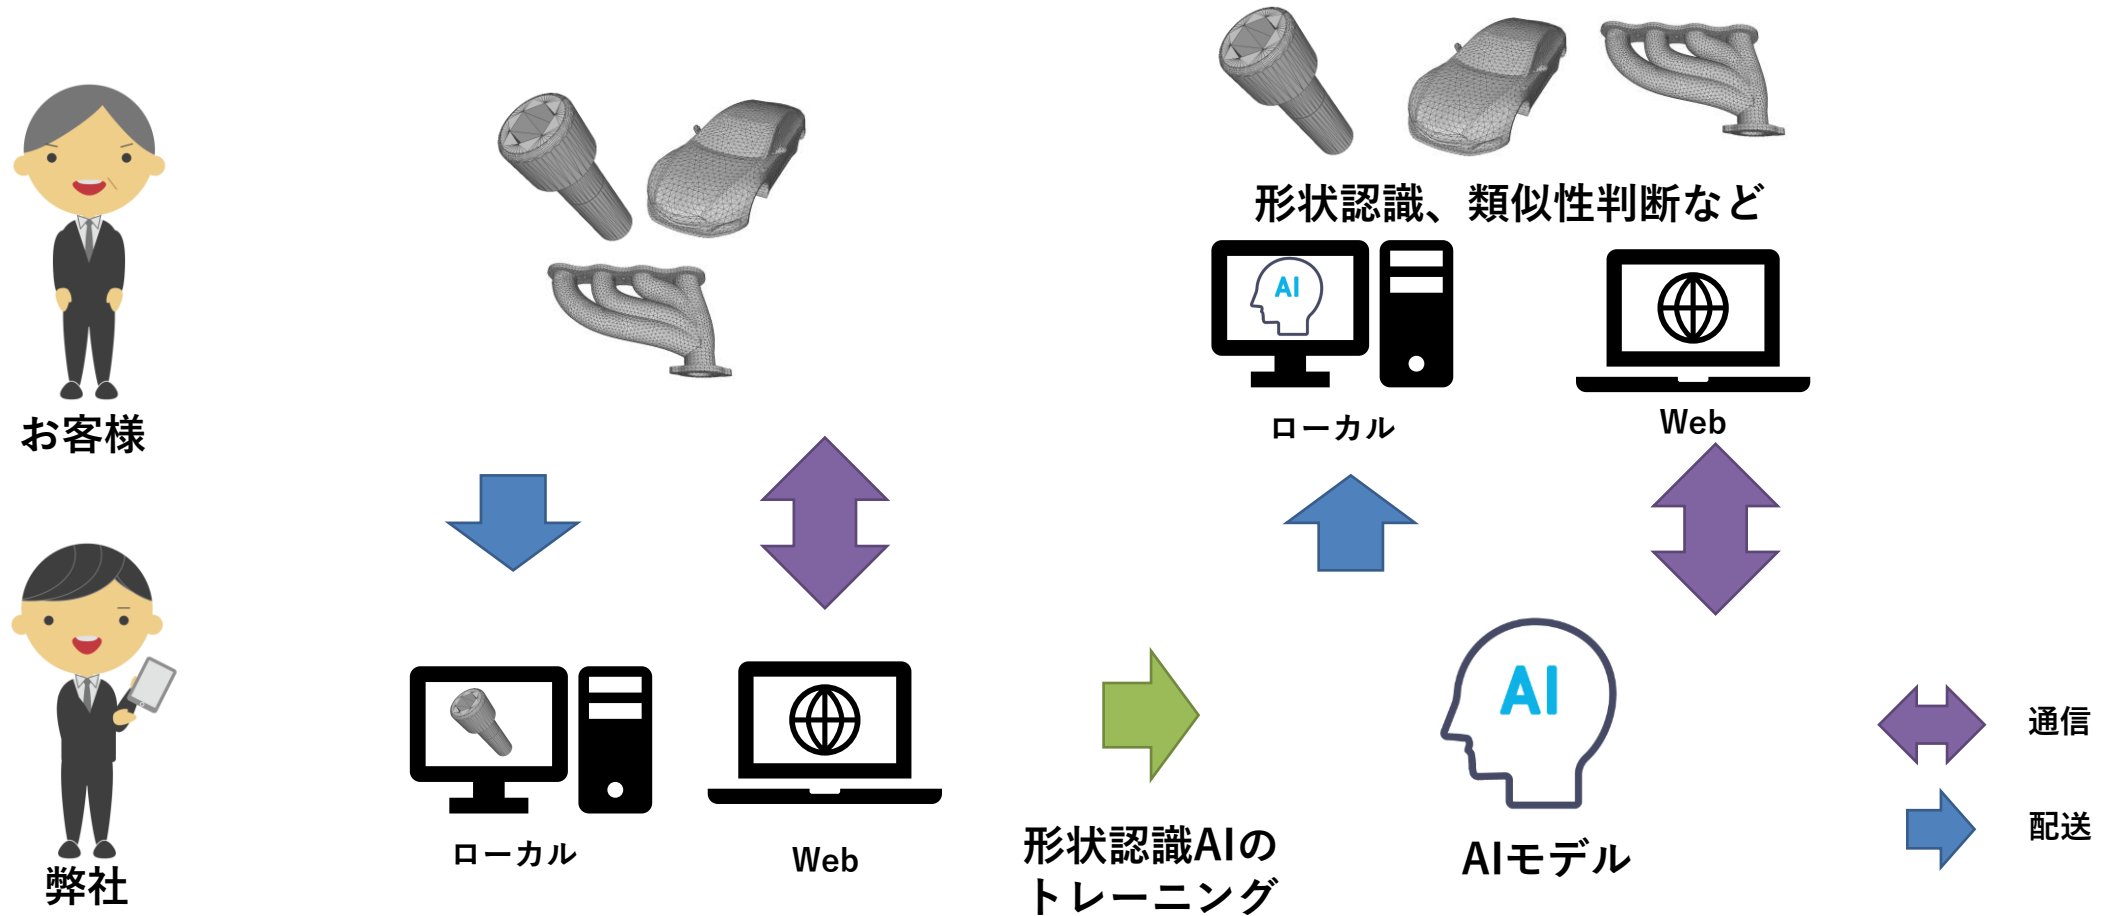 形状認識、類似性判断など
AI
ローカル
Web
お客様
AI
通信
配送
ローカル
Web
形状認識AIの
トレーニング
AIモデル
弊社